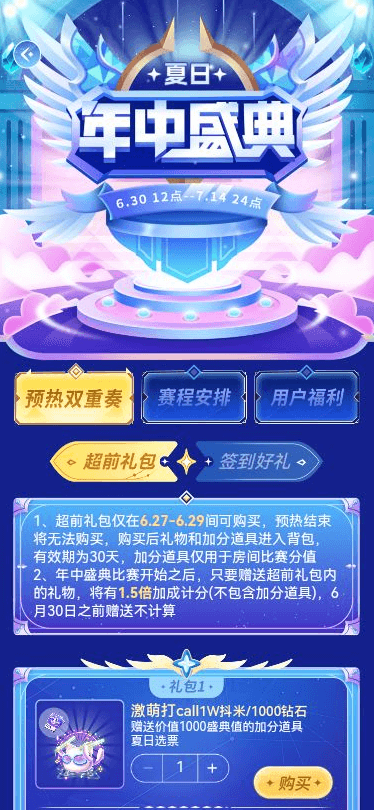 夏日
年中盛典
6.30 12点--7.14 24点
预热双重奏
赛程安排
用户福利
超前礼包
签到好礼
1、超前礼包仅在6.27-6.29间可购买，预热结束
将无法购买，购买后礼物和加分道具进入背包，
有效期为30天，加分道具仅用于房间比赛分值
2、年中盛典比赛开始之后，只要赠送超前礼包内
的礼物，将有1.5倍加成计分(不包含加分道具)，6
月30日之前赠送不计算
礼包1
激萌打call1W抖米/1000钻石
赠送价值1000盛典值的加分道具
夏日选票
- 1 +
购买